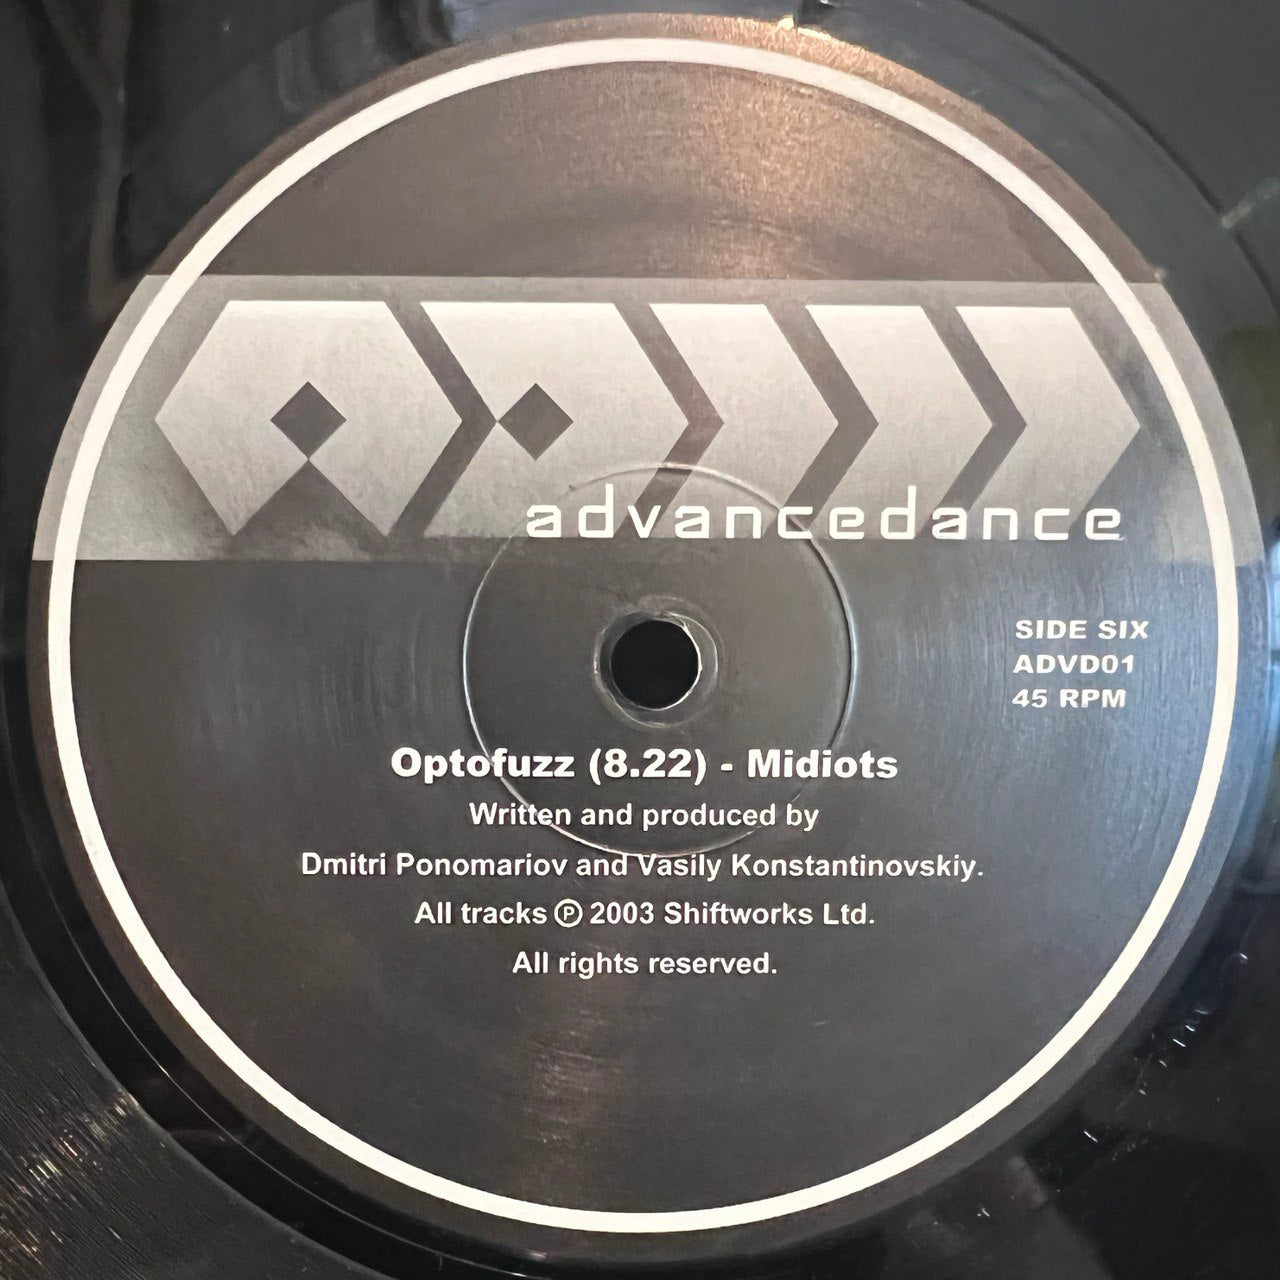 advancedance
SIDE SIX
ADVD01
45 RPM
Optofuzz (8.22) - Midiots
Written and produced by
Dmitri Ponomariov and Vasily Konstantinovskiy.
All tracks ℗ 2003 Shiftworks Ltd.
All rights reserved.